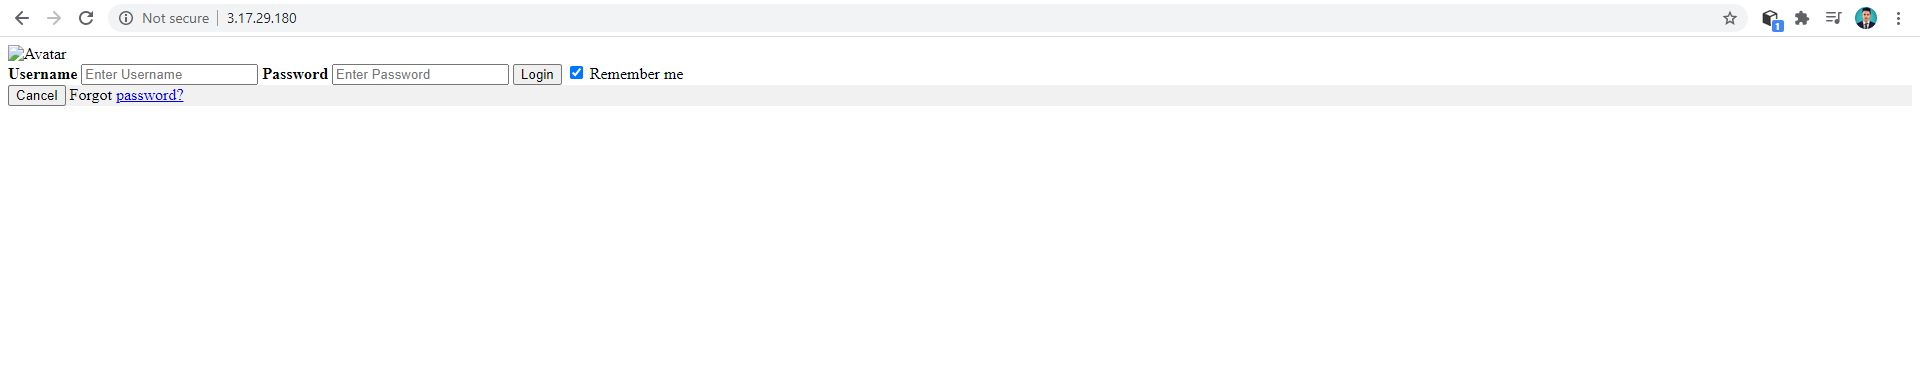 Not secure 3.17.29.180
1
Avatar
Username Enter Username Password Enter Password Login Remember me
Cancel Forgot password?